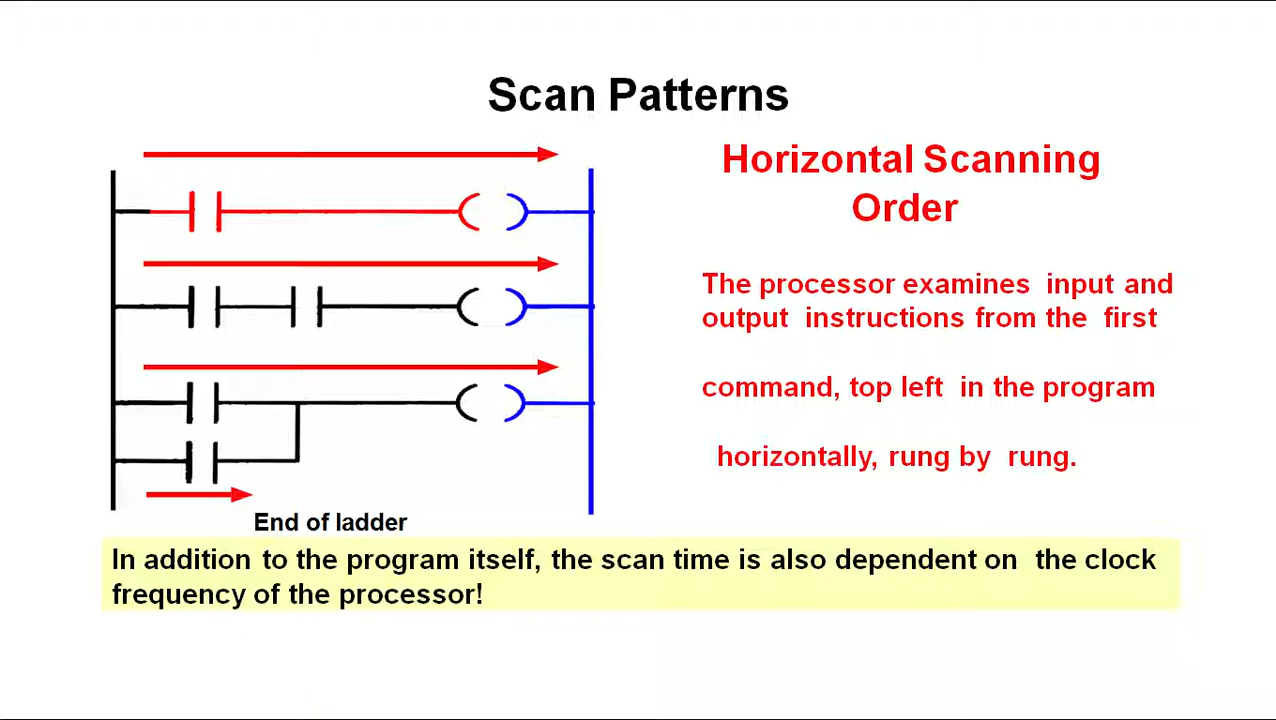 Scan Patterns
Horizontal Scanning
Order
The processor examines input and
output instructions from the first
command, top left in the program
horizontally, rung by rung.
End of ladder
In addition to the program itself, the scan time is also dependent on the clock
frequency of the processor!